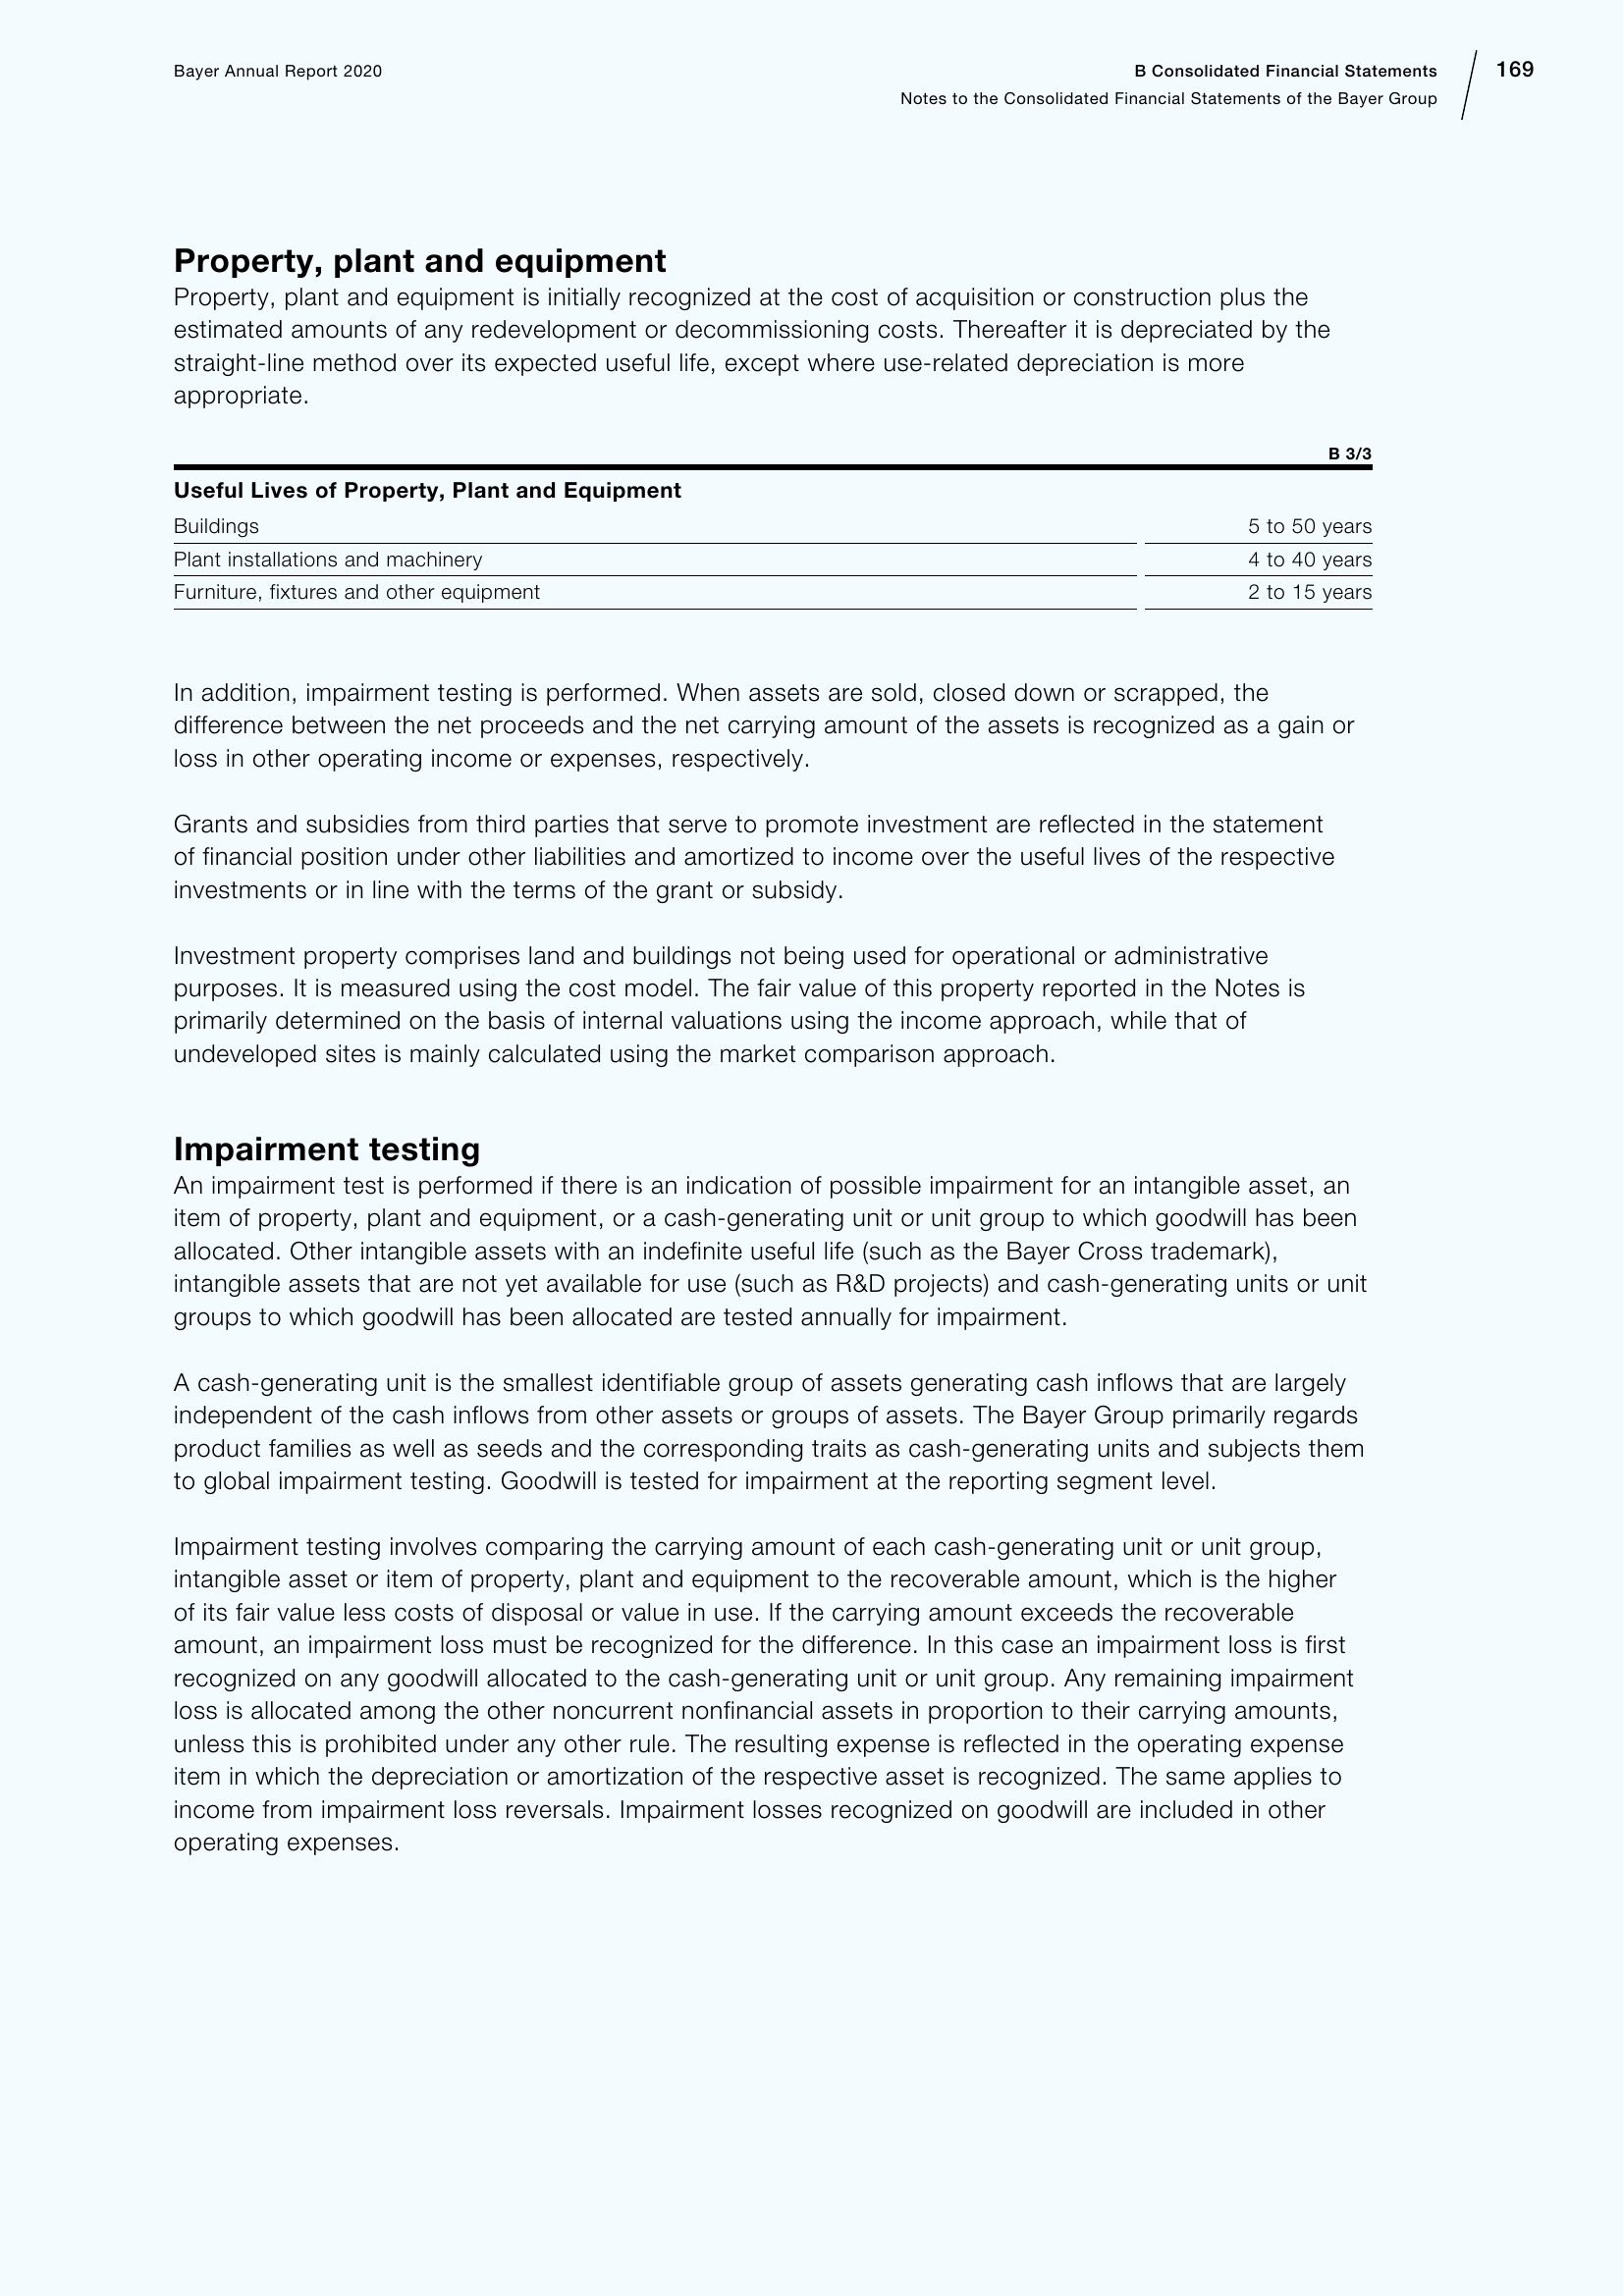 Bayer Annual Report 2020
B Consolidated Financial Statements
Notes to the Consolidated Financial Statements of the Bayer Group
169
Property, plant and equipment
Property, plant and equipment is initially recognized at the cost of acquisition or construction plus the
estimated amounts of any redevelopment or decommissioning costs. Thereafter it is depreciated by the
straight-line method over its expected useful life, except where use-related depreciation is more
appropriate.
B 3/3
Useful Lives of Property, Plant and Equipment
Buildings 5 to 50 years
Plant installations and machinery 4 to 40 years
Furniture, fixtures and other equipment 2 to 15 years
In addition, impairment testing is performed. When assets are sold, closed down or scrapped, the
difference between the net proceeds and the net carrying amount of the assets is recognized as a gain or
loss in other operating income or expenses, respectively.
Grants and subsidies from third parties that serve to promote investment are reflected in the statement
of financial position under other liabilities and amortized to income over the useful lives of the respective
investments or in line with the terms of the grant or subsidy.
Investment property comprises land and buildings not being used for operational or administrative
purposes. It is measured using the cost model. The fair value of this property reported in the Notes is
primarily determined on the basis of internal valuations using the income approach, while that of
undeveloped sites is mainly calculated using the market comparison approach.
Impairment testing
An impairment test is performed if there is an indication of possible impairment for an intangible asset, an
item of property, plant and equipment, or a cash-generating unit or unit group to which goodwill has been
allocated. Other intangible assets with an indefinite useful life (such as the Bayer Cross trademark),
intangible assets that are not yet available for use (such as R&D projects) and cash-generating units or unit
groups to which goodwill has been allocated are tested annually for impairment.
A cash-generating unit is the smallest identifiable group of assets generating cash inflows that are largely
independent of the cash inflows from other assets or groups of assets. The Bayer Group primarily regards
product families as well as seeds and the corresponding traits as cash-generating units and subjects them
to global impairment testing. Goodwill is tested for impairment at the reporting segment level.
Impairment testing involves comparing the carrying amount of each cash-generating unit or unit group,
intangible asset or item of property, plant and equipment to the recoverable amount, which is the higher
of its fair value less costs of disposal or value in use. If the carrying amount exceeds the recoverable
amount, an impairment loss must be recognized for the difference. In this case an impairment loss is first
recognized on any goodwill allocated to the cash-generating unit or unit group. Any remaining impairment
loss is allocated among the other noncurrent nonfinancial assets in proportion to their carrying amounts,
unless this is prohibited under any other rule. The resulting expense is reflected in the operating expense
item in which the depreciation or amortization of the respective asset is recognized. The same applies to
income from impairment loss reversals. Impairment losses recognized on goodwill are included in other
operating expenses.